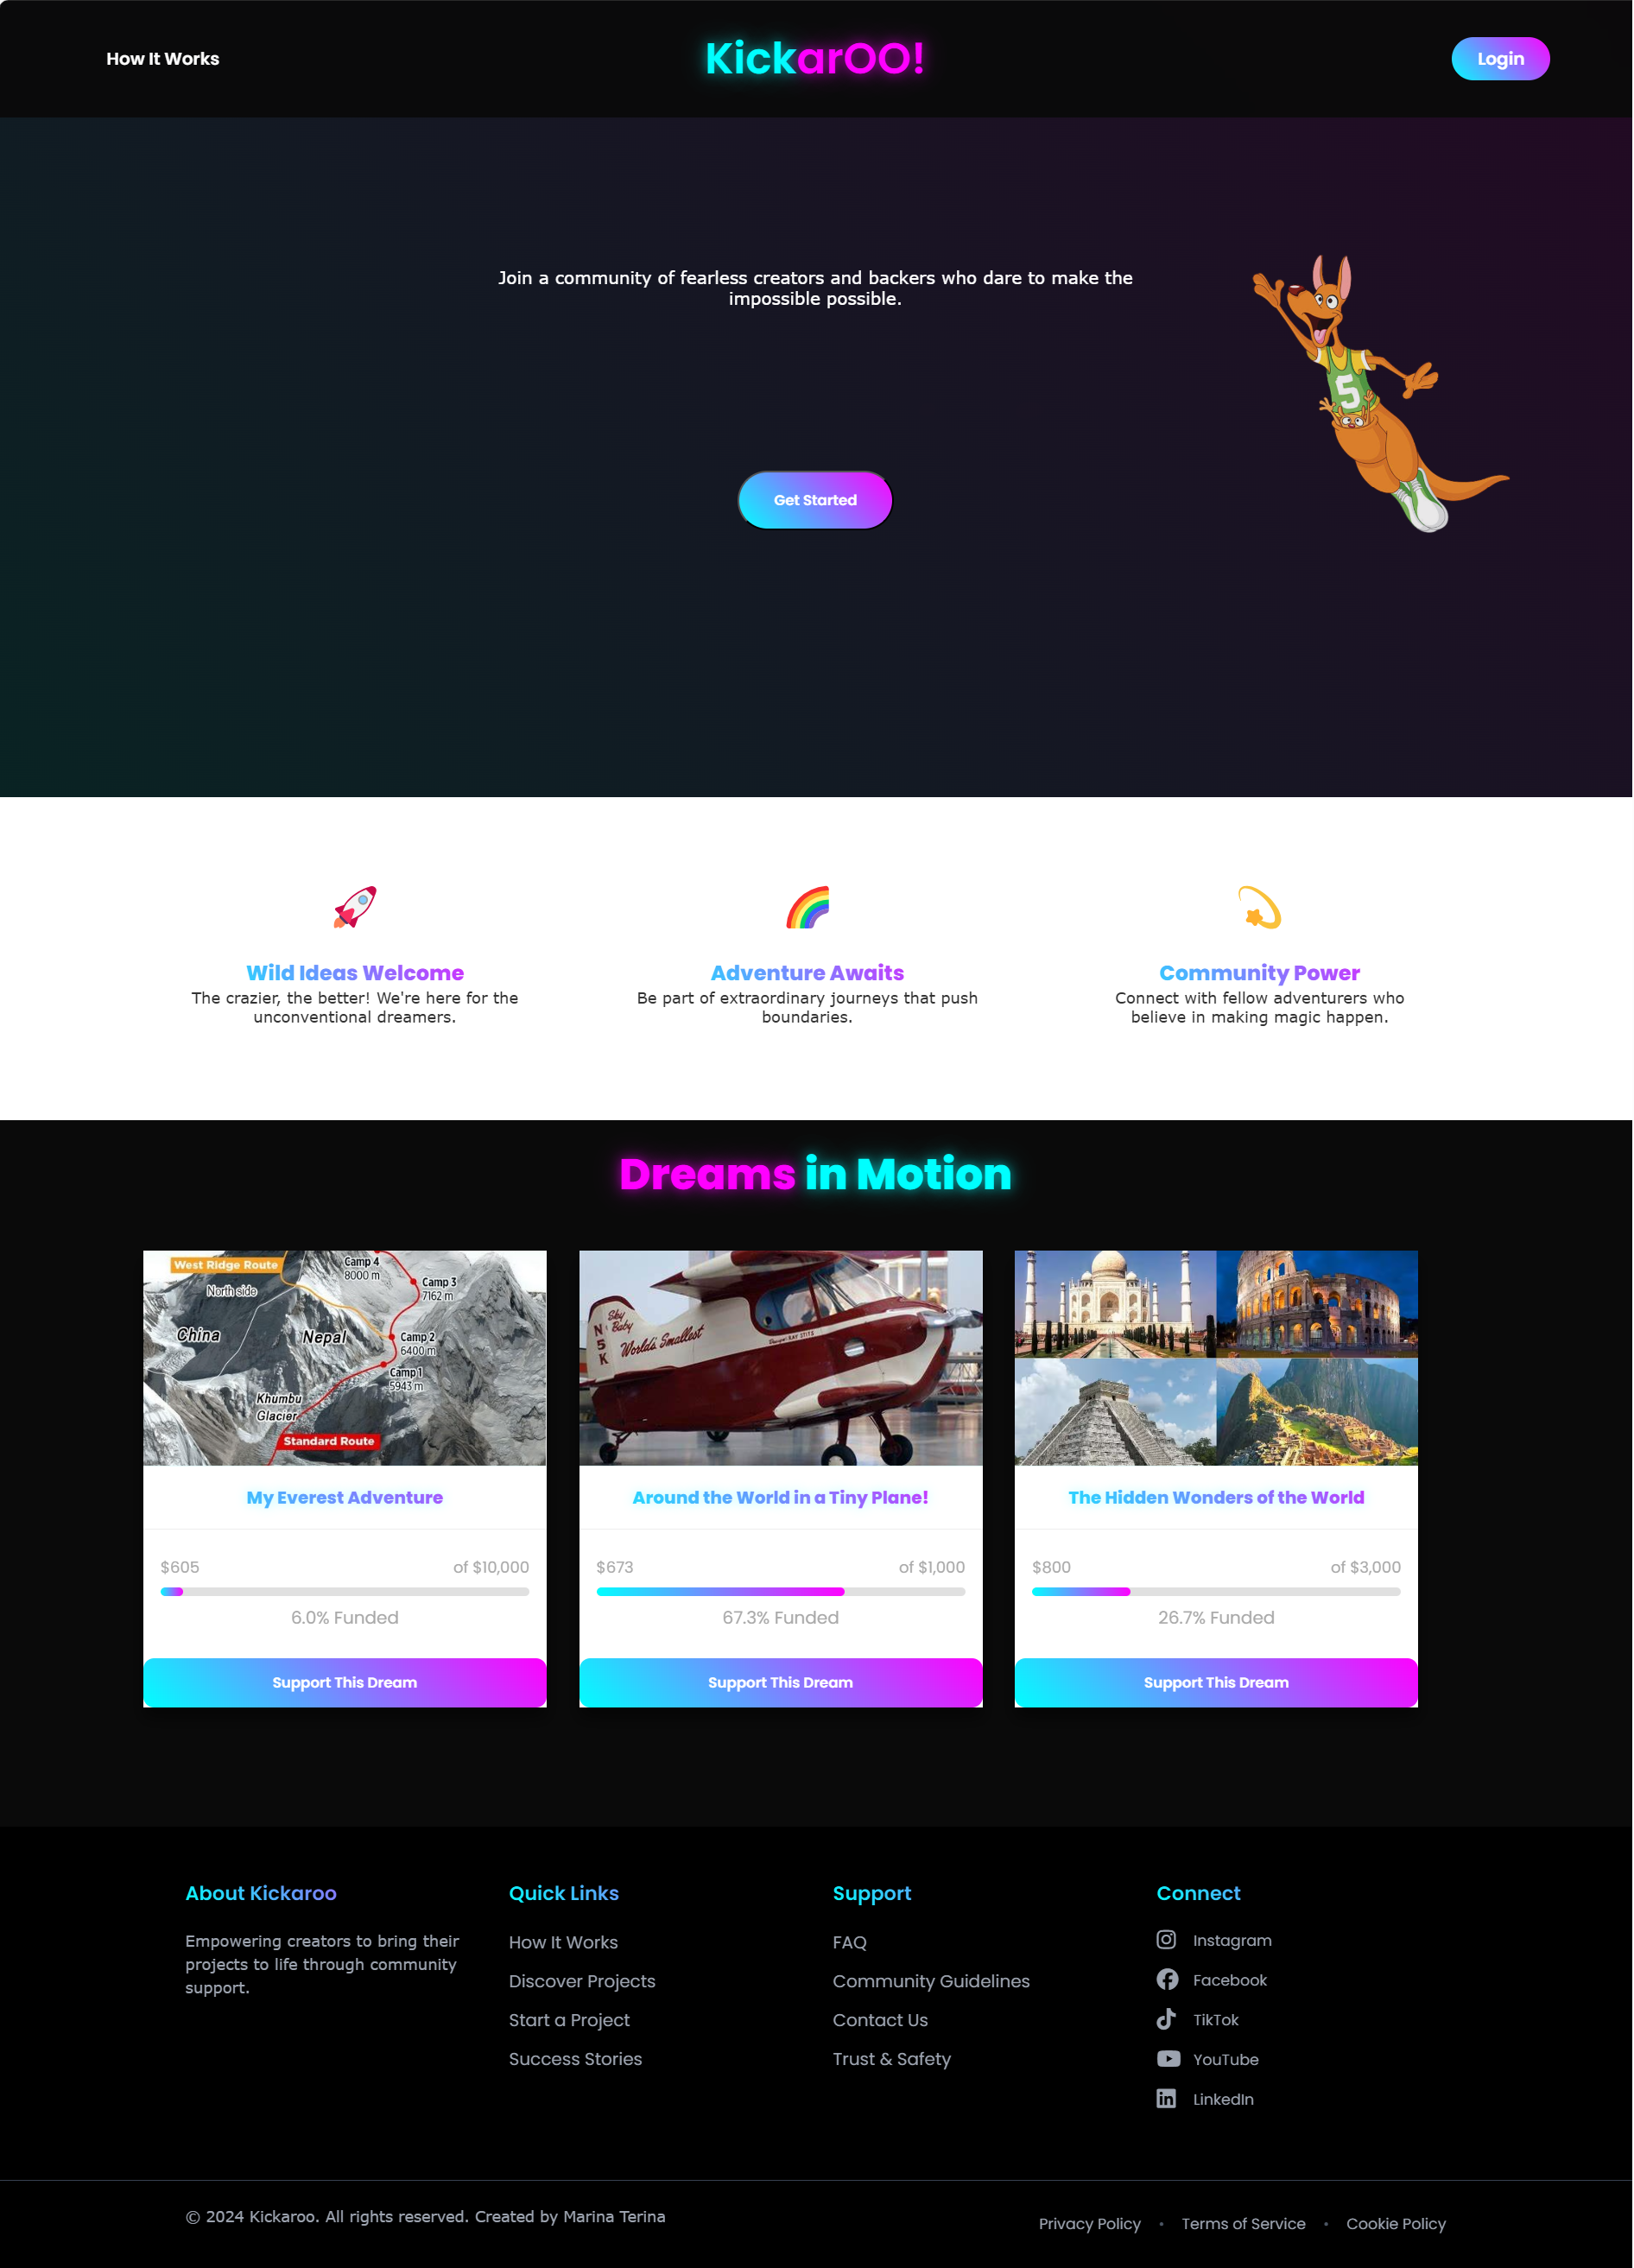 How It Works
KickarOO!
Login
Join a community of fearless creators and backers who dare to make the
impossible possible.
5
Get Started
Wild Ideas Welcome
The crazier, the better! We're here for the
unconventional dreamers.
Adventure Awaits
Be part of extraordinary journeys that push
boundaries.
Community Power
Connect with fellow adventurers who
believe in making magic happen.
Dreams in Motion
West Ridge Route
North side
China
Nepal
Camp 4
8000 m
Camp 3
7162 m
Camp 2
6400 m
Camp 1
5943 m
Khumbu
Glacier
Standard Route
My Everest Adventure
$605
of $10,000
6.0% Funded
Support This Dream
Sky
Baby
N
5
K
World's Smallest
Around the World in a Tiny Plane!
$673
of $1,000
67.3% Funded
Support This Dream
The Hidden Wonders of the World
$800
of $3,000
26.7% Funded
Support This Dream
About Kickaroo
Empowering creators to bring their
projects to life through community
support.
Quick Links
How It Works
Discover Projects
Start a Project
Success Stories
Support
FAQ
Community Guidelines
Contact Us
Trust & Safety
Connect
Instagram
Facebook
TikTok
YouTube
LinkedIn
© 2024 Kickaroo. All rights reserved. Created by Marina Terina
Privacy Policy • Terms of Service • Cookie Policy